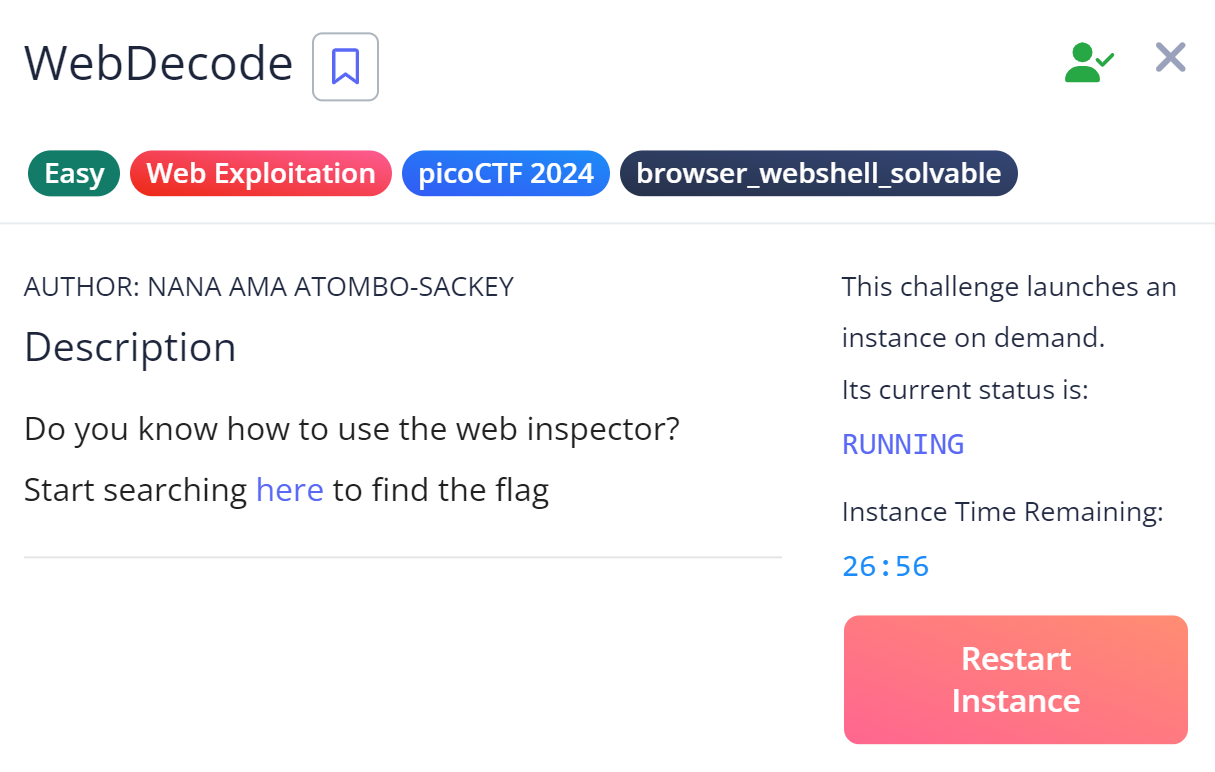 WebDecode
Easy Web Exploitation picoCTF 2024 browser_webshell_solvable
AUTHOR: NANA AMA ATOMBO-SACKEY
Description
Do you know how to use the web inspector?
Start searching here to find the flag
This challenge launches an
instance on demand.
Its current status is:
RUNNING
Instance Time Remaining:
26:56
Restart
Instance